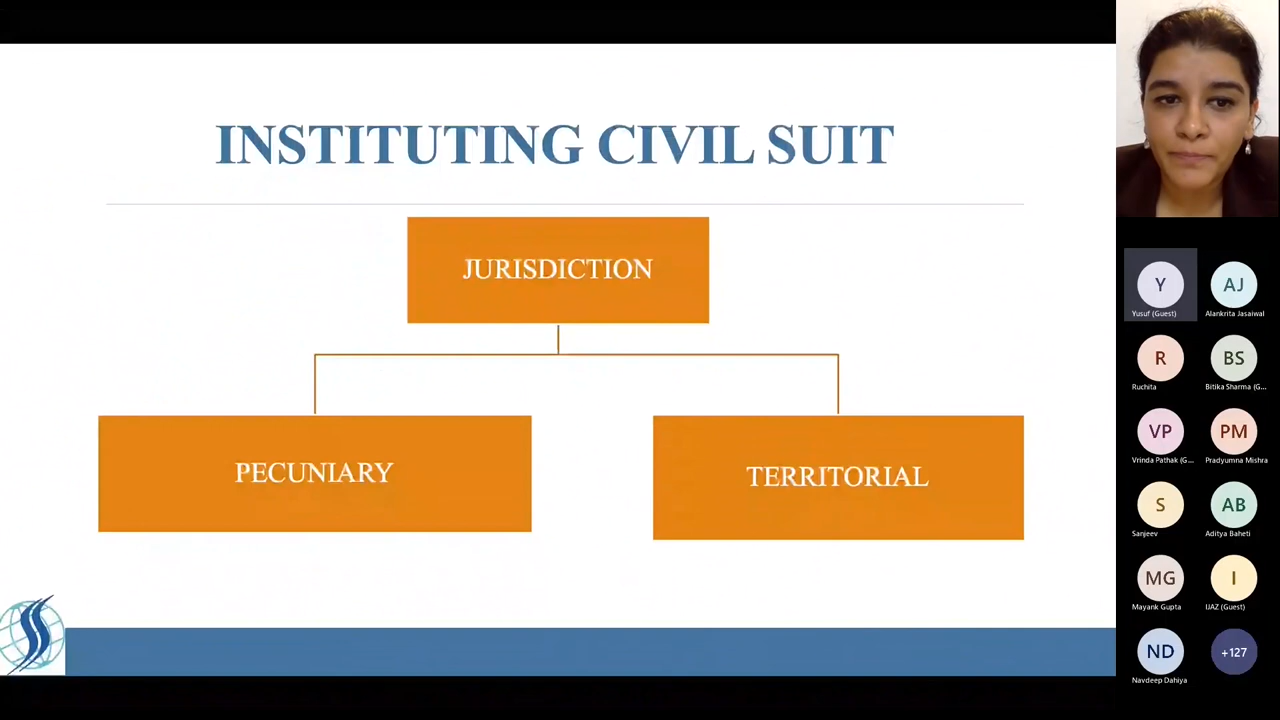 INSTITUTING CIVIL SUIT
JURISDICTION
PECUNIARY
TERRITORIAL
Y
Yusuf (Guest)
AJ
Alankrita Jasaiwal
R
Ruchita
BS
Bitika Sharma (G...
VP
Vrinda Pathak (G...
PM
Pradyumna Mishra
S
Sanjeev
AB
Aditya Baheti
MG
Mayank Gupta
I
IJAZ (Guest)
ND
Navdeep Dahiya
+127